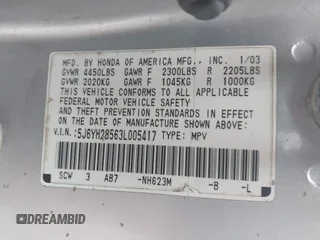 MFD. BY HONDA OF AMERICA MFG., INC. 1/03
GVWR 4450LBS GAWR F 2300LBS R 2205LBS
GVWR 2020KG GAWR F 1045KG R 1000KG
THIS VEHICLE CONFORMS TO ALL APPLICABLE
FEDERAL MOTOR VEHICLE SAFETY
AND THEFT PREVENTION STANDARDS IN EFFECT
ON THE DATE OF MANUFACTURE SHOWN ABOVE.
V.I.N.: 5J6YH28563L005417 TYPE: MPV
SCW 3 AB7 -NH623M -B -L
DREAMBID